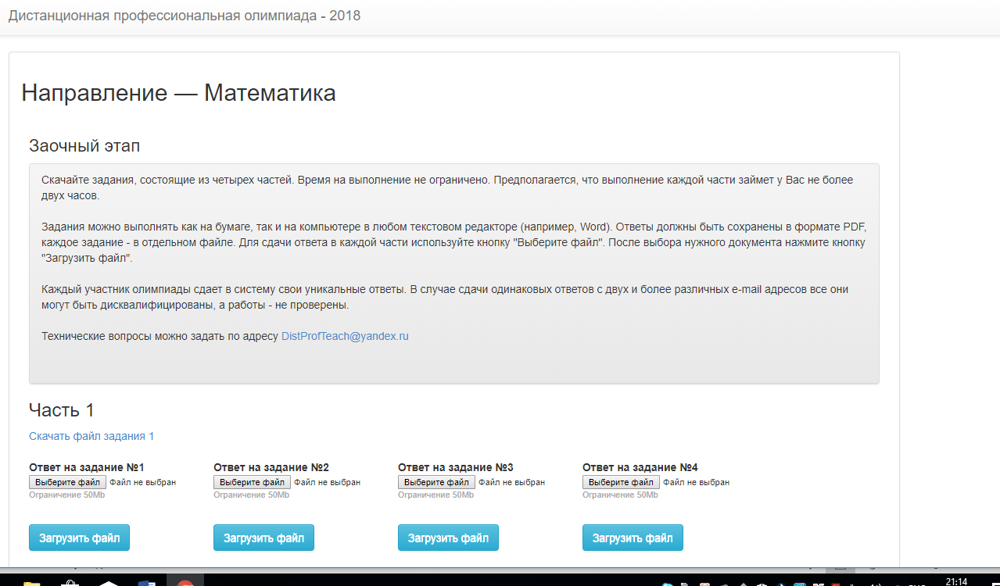 Дистанционная профессиональная олимпиада - 2018
Направление — Математика
Заочный этап
Скачайте задания, состоящие из четырех частей. Время на выполнение не ограничено. Предполагается, что выполнение каждой части займет у Вас не более
двух часов.
Задания можно выполнять как на бумаге, так и на компьютере в любом текстовом редакторе (например, Word). Ответы должны быть сохранены в формате PDF,
каждое задание - в отдельном файле. Для сдачи ответа в каждой части используйте кнопку "Выберите файл". После выбора нужного документа нажмите кнопку
"Загрузить файл".
Каждый участник олимпиады сдает в систему свои уникальные ответы. В случае сдачи одинаковых ответов с двух и более различных e-mail адресов все они
могут быть дисквалифицированы, а работы - не проверены.
Технические вопросы можно задать по адресу DistProfTeach@yandex.ru
Часть 1
Скачать файл задания 1
Ответ на задание №1 Ответ на задание №2 Ответ на задание №3 Ответ на задание №4
Выберите файл Файл не выбран Выберите файл Файл не выбран Выберите файл Файл не выбран Выберите файл Файл не выбран
Ограничение 50Mb Ограничение 50Mb Ограничение 50Mb Ограничение 50Mb
Загрузить файл Загрузить файл Загрузить файл Загрузить файл
21:14